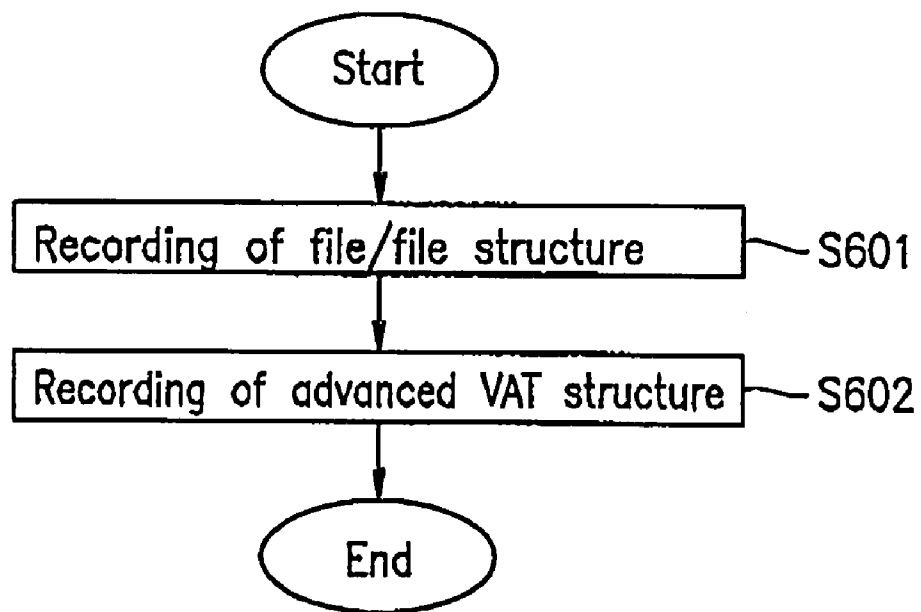 Start
Recording of file/file structure
S601
Recording of advanced VAT structure
S602
End